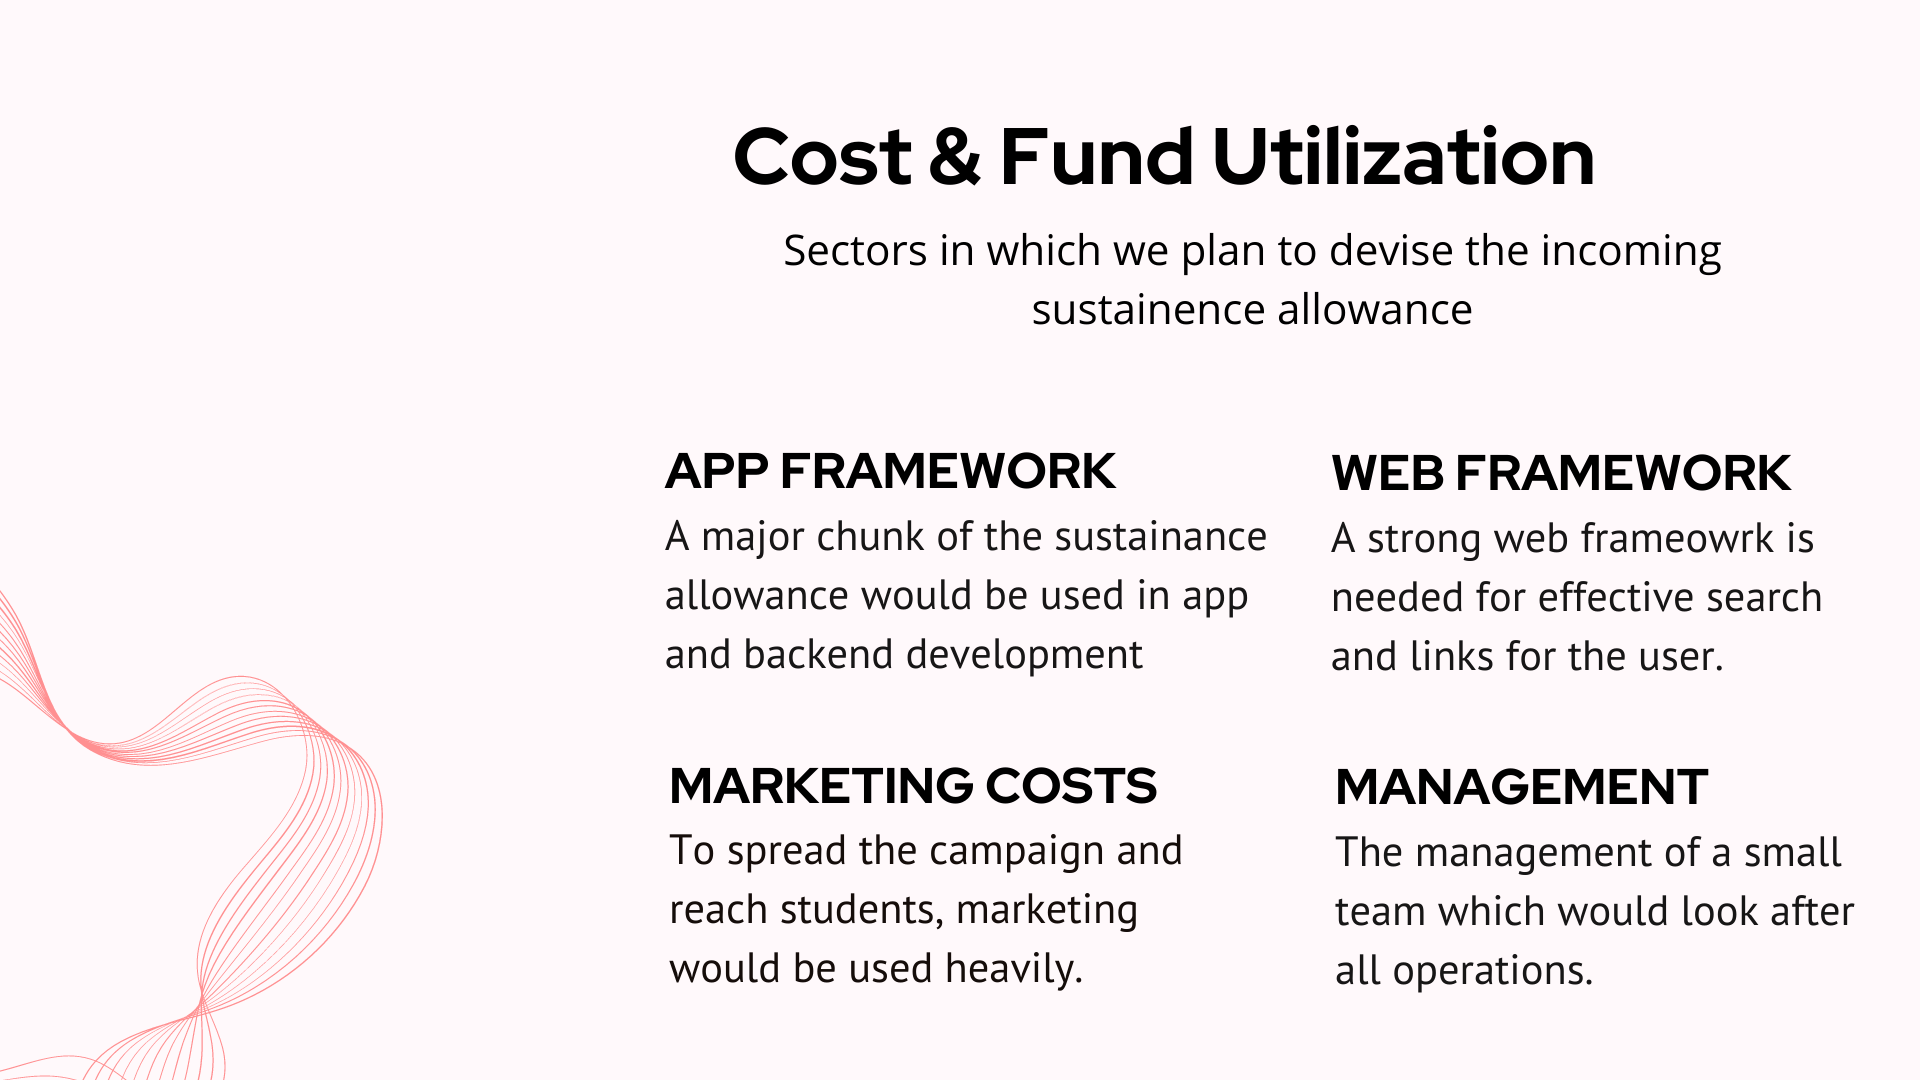 Cost & Fund Utilization
Sectors in which we plan to devise the incoming
sustainence allowance
APP FRAMEWORK
A major chunk of the sustainance
allowance would be used in app
and backend development
WEB FRAMEWORK
A strong web frameowrk is
needed for effective search
and links for the user.
MARKETING COSTS
To spread the campaign and
reach students, marketing
would be used heavily.
MANAGEMENT
The management of a small
team which would look after
all operations.